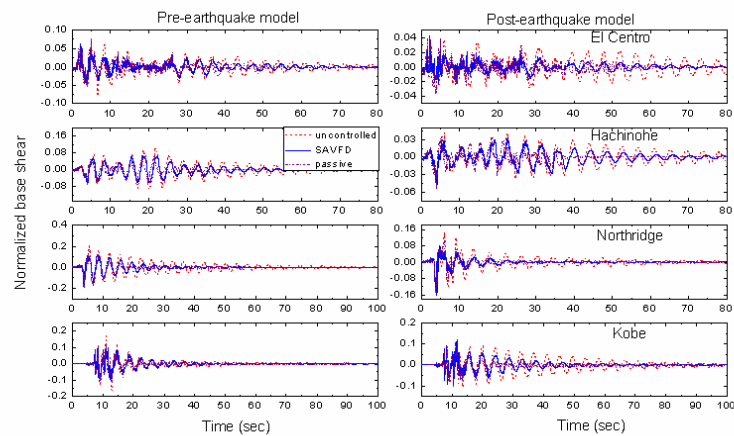 Pre-earthquake model Post-earthquake model
Normalized base shear
0.10
0.05
0.00
-0.05
-0.10
0 10 20 30 40 50 60 70 80
El Centro
0.04
0.02
0.00
-0.02
-0.04
0 10 20 30 40 50 60 70 80
0.16
0.08
0.00
-0.08
0 10 20 30 40 50 60 70 80
uncontrolled
SAVFD
passive
Hachinohe
0.03
0.00
-0.03
-0.06
0 10 20 30 40 50 60 70 80
0.4
0.2
0.0
-0.2
0 10 20 30 40 50 60 70 80 90 100
Northridge
0.16
0.08
0.00
-0.08
-0.16
0 10 20 30 40 50 60 70 80
0.2
0.1
0.0
-0.1
-0.2
0 10 20 30 40 50 60 70 80 90 100
Kobe
0.2
0.1
0.0
-0.1
0 10 20 30 40 50 60 70 80 90 100
Time (sec) Time (sec)